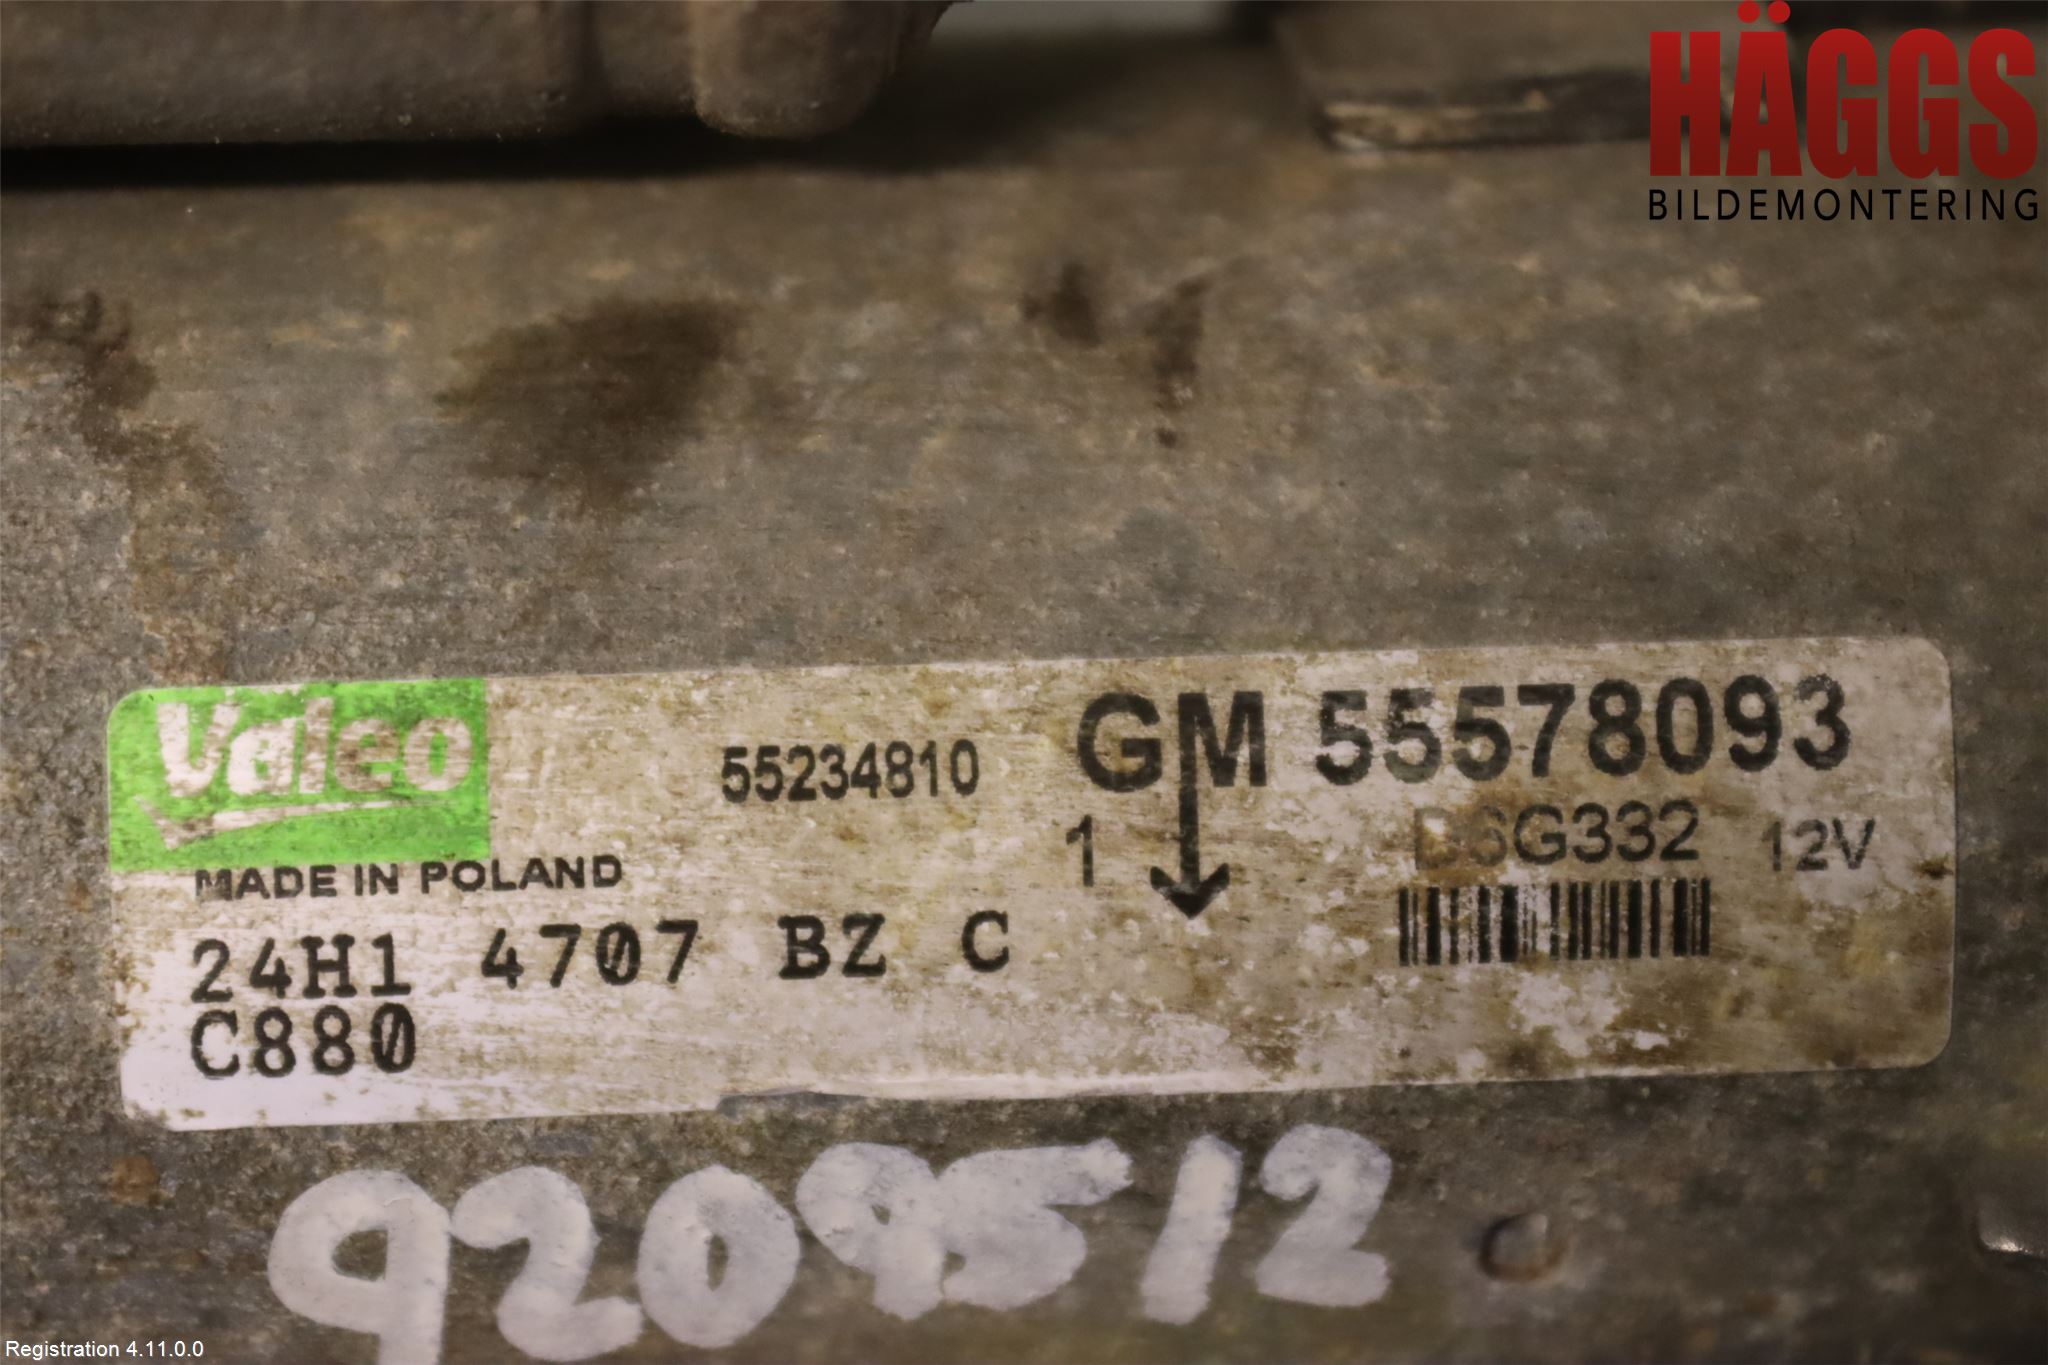 HÄGGS
BILDEMONTERING
Valeo
MADE IN POLAND
55234810
GM 55578093
1
D6G332 12V
24H1 4707 BZ C
C880
9209512
Registration 4.11.0.0